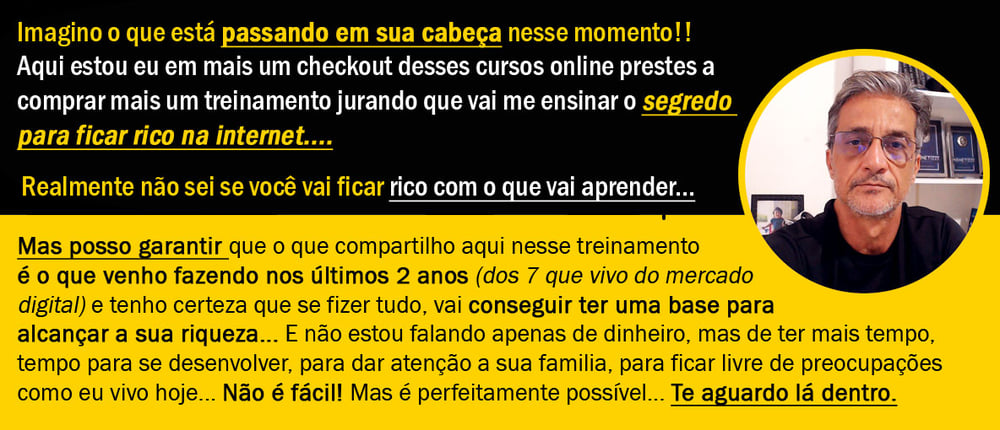 Imagino o que está passando em sua cabeça nesse momento!!
Aqui estou eu em mais um checkout desses cursos online prestes a
comprar mais um treinamento jurando que vai me ensinar o segredo
para ficar rico na internet....
Realmente não sei se você vai ficar rico com o que vai aprender...
Mas posso garantir que o que compartilho aqui nesse treinamento
é o que venho fazendo nos últimos 2 anos (dos 7 que vivo do mercado
digital) e tenho certeza que se fizer tudo, vai conseguir ter uma base para
alcançar a sua riqueza... E não estou falando apenas de dinheiro, mas de ter mais tempo,
tempo para se desenvolver, para dar atenção a sua familia, para ficar livre de preocupações
como eu vivo hoje... Não é fácil! Mas é perfeitamente possível... Te aguardo lá dentro.